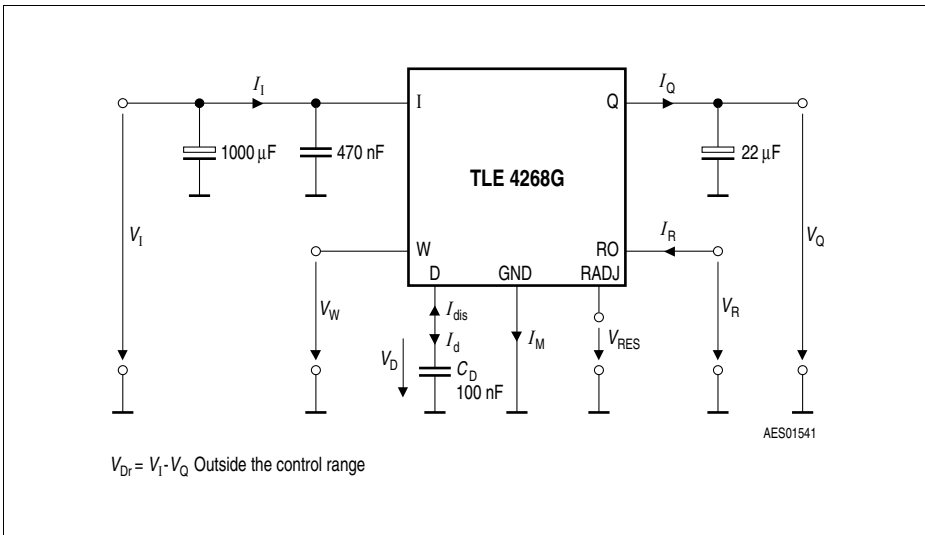 I_I
I_Q
I
Q
1000 µF
470 nF
22 µF
TLE 4268G
V_I
W
RO
I_R
V_Q
D
GND
RADJ
V_W
I_dis
I_d
I_M
V_RES
V_R
V_D
C_D
100 nF
AES01541
V_Dr = V_I-V_Q Outside the control range